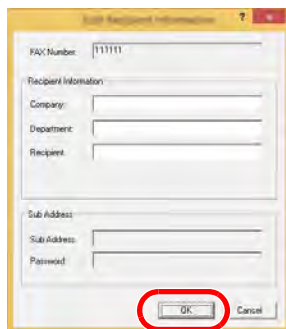 Edit Recipient Information ?
FAX Number: 111111
Recipient Information
Company:
Department:
Recipient:
Sub Address
Sub Address:
Password:
OK Cancel